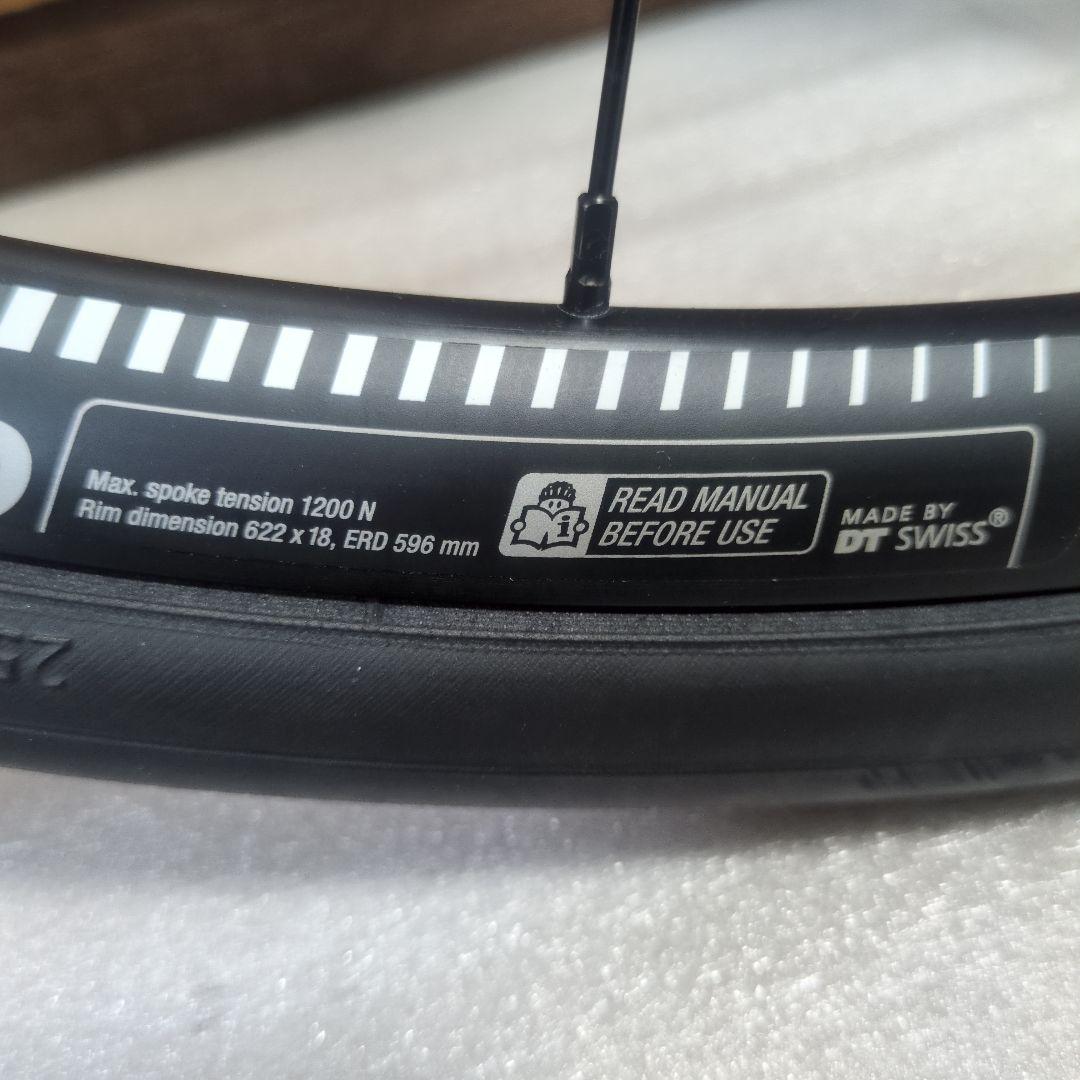 Max. spoke tension 1200 N
Rim dimension 622 x 18, ERD 596 mm
i
READ MANUAL
BEFORE USE
MADE BY
DT SWISS®